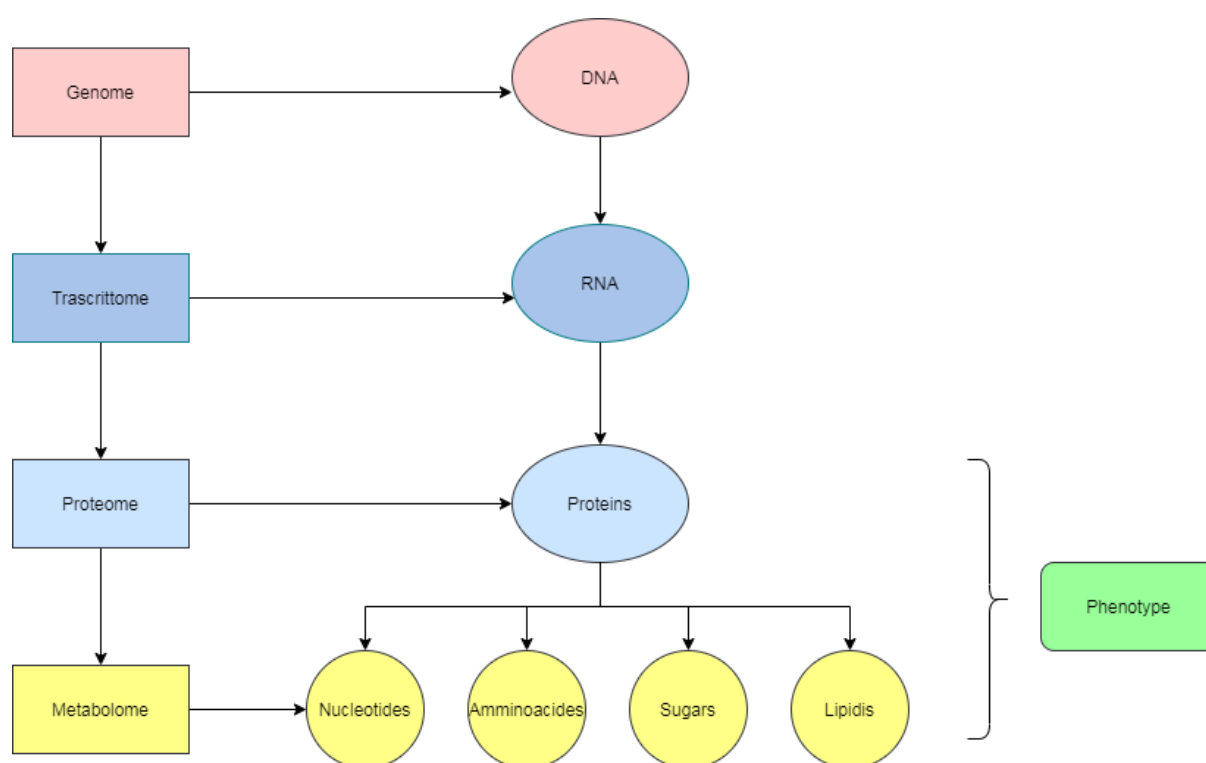 Genome
DNA
Trascrittome
RNA
Proteome
Proteins
Phenotype
Metabolome
Nucleotides
Amminoacides
Sugars
Lipidis